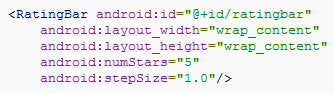 <RatingBar android:id="@+id/ratingbar"
android:layout_width="wrap_content"
android:layout_height="wrap_content"
android:numStars="5"
android:stepSize="1.0"/>